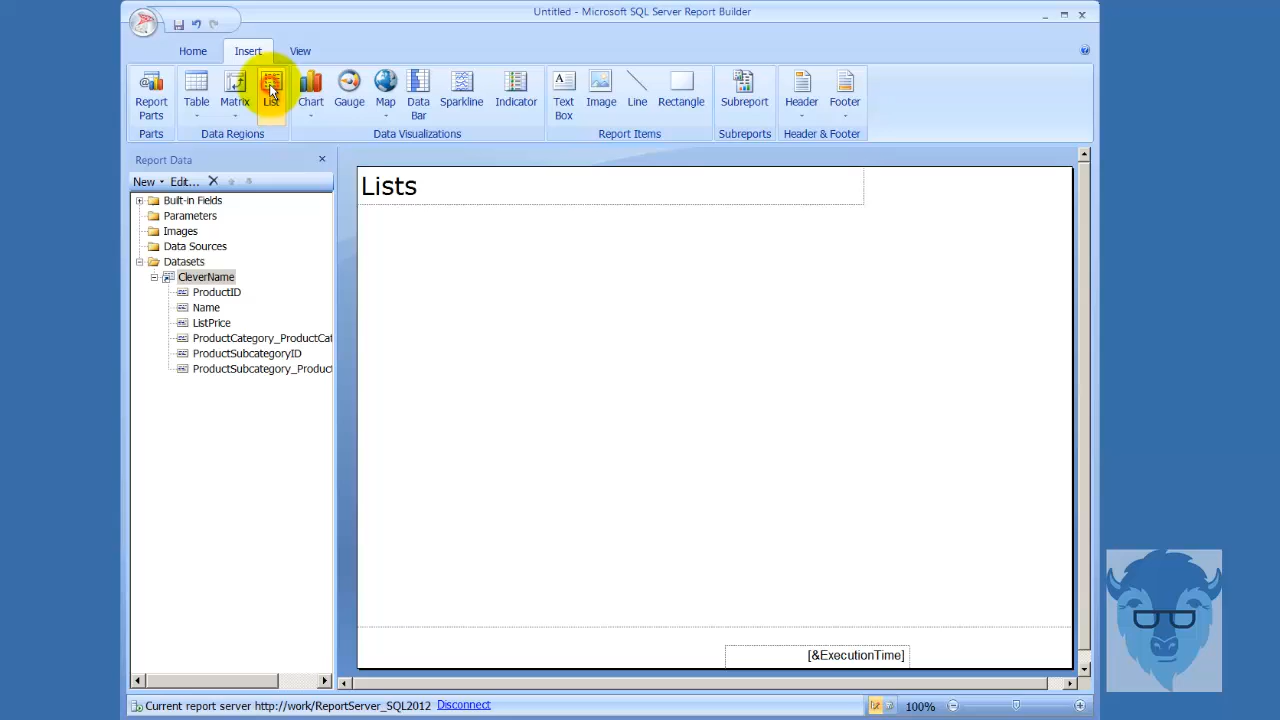 Untitled - Microsoft SQL Server Report Builder
Home Insert View
Report Parts Table Matrix List Chart Gauge Map Data Bar Sparkline Indicator Text Box Image Line Rectangle Subreport Header Footer
Parts Data Regions Data Visualizations Report Items Subreports Header & Footer
Report Data
New Edit...
Built-in Fields
Parameters
Images
Data Sources
Datasets
CleverName
ProductID
Name
ListPrice
ProductCategory_ProductCat
ProductSubcategoryID
ProductSubcategory_Product
Lists
[&ExecutionTime]
Current report server http://work/ReportServer_SQL2012 Disconnect
100%